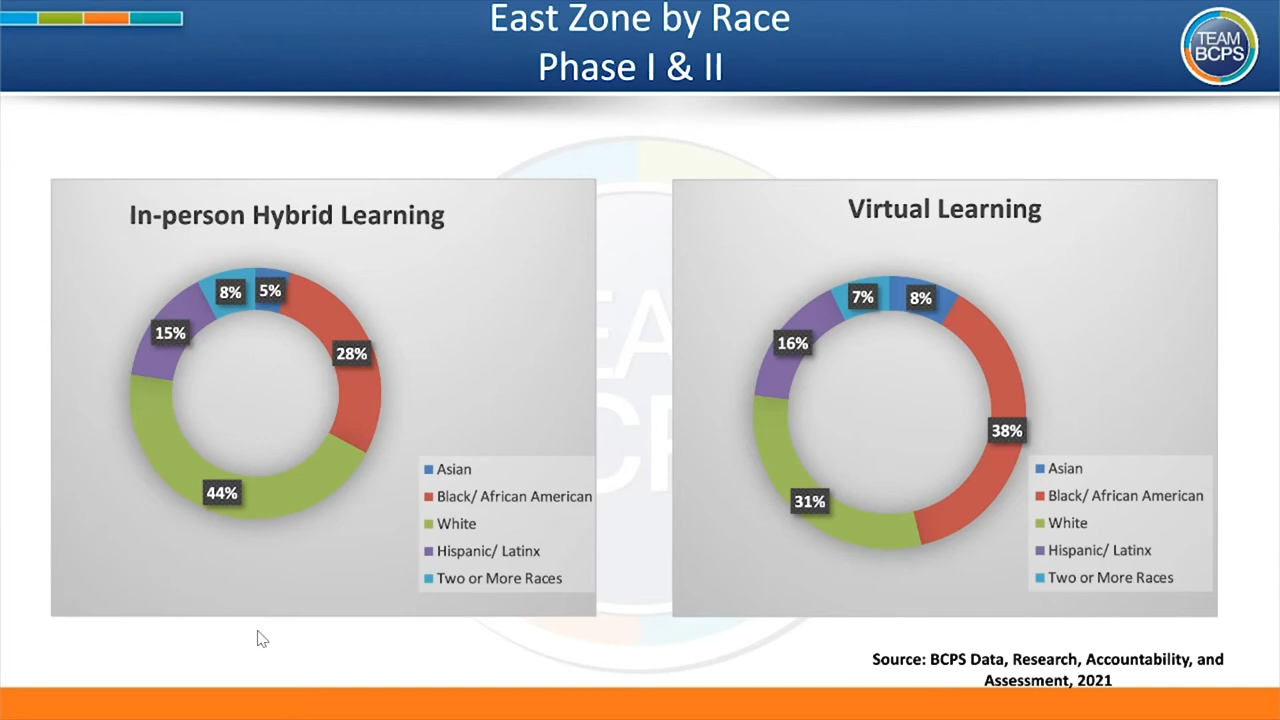 East Zone by Race
Phase I & II
TEAM
BCPS
In-person Hybrid Learning
8%
5%
15%
28%
44%
Asian
Black/ African American
White
Hispanic/ Latinx
Two or More Races
Virtual Learning
7%
8%
16%
38%
31%
Asian
Black/ African American
White
Hispanic/ Latinx
Two or More Races
Source: BCPS Data, Research, Accountability, and
Assessment, 2021